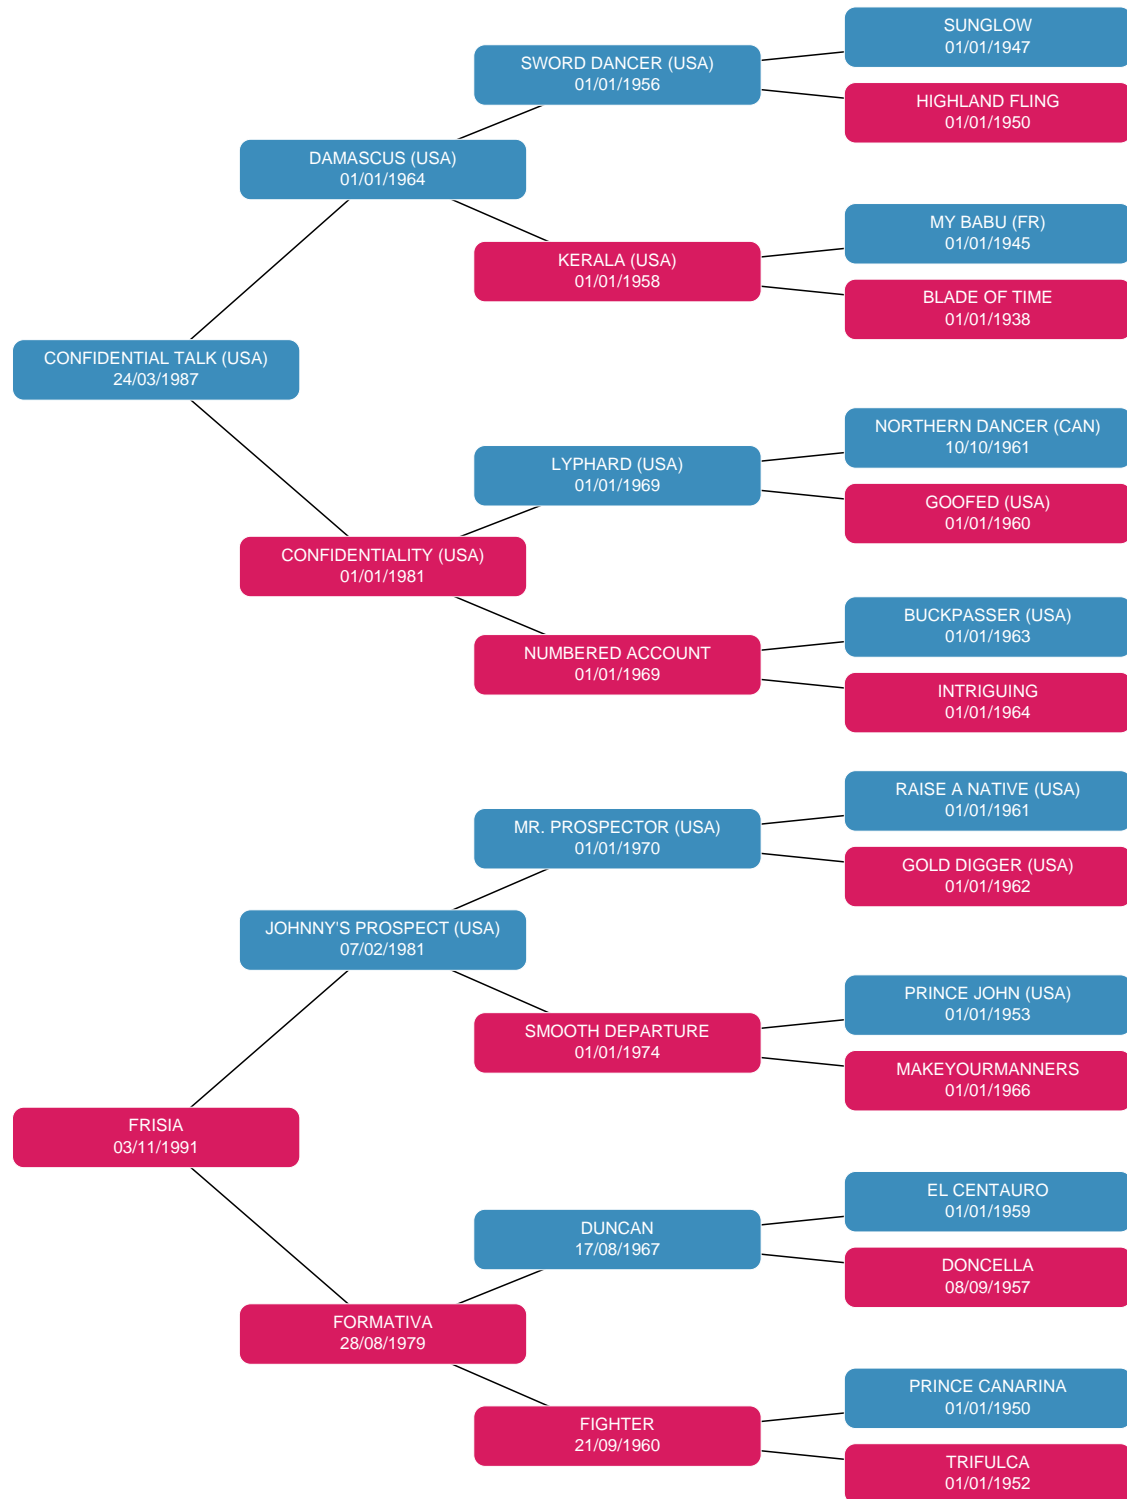 SUNGLOW
01/01/1947
SWORD DANCER (USA)
01/01/1956
HIGHLAND FLING
01/01/1950
DAMASCUS (USA)
01/01/1964
MY BABU (FR)
01/01/1945
KERALA (USA)
01/01/1958
BLADE OF TIME
01/01/1938
CONFIDENTIAL TALK (USA)
24/03/1987
NORTHERN DANCER (CAN)
10/10/1961
LYPHARD (USA)
01/01/1969
GOOFED (USA)
01/01/1960
CONFIDENTIALITY (USA)
01/01/1981
BUCKPASSER (USA)
01/01/1963
NUMBERED ACCOUNT
01/01/1969
INTRIGUING
01/01/1964
RAISE A NATIVE (USA)
01/01/1961
MR. PROSPECTOR (USA)
01/01/1970
GOLD DIGGER (USA)
01/01/1962
JOHNNY'S PROSPECT (USA)
07/02/1981
PRINCE JOHN (USA)
01/01/1953
SMOOTH DEPARTURE
01/01/1974
MAKEYOURMANNERS
01/01/1966
FRISIA
03/11/1991
EL CENTAURO
01/01/1959
DUNCAN
17/08/1967
DONCELLA
08/09/1957
FORMATIVA
28/08/1979
PRINCE CANARINA
01/01/1950
FIGHTER
21/09/1960
TRIFULCA
01/01/1952